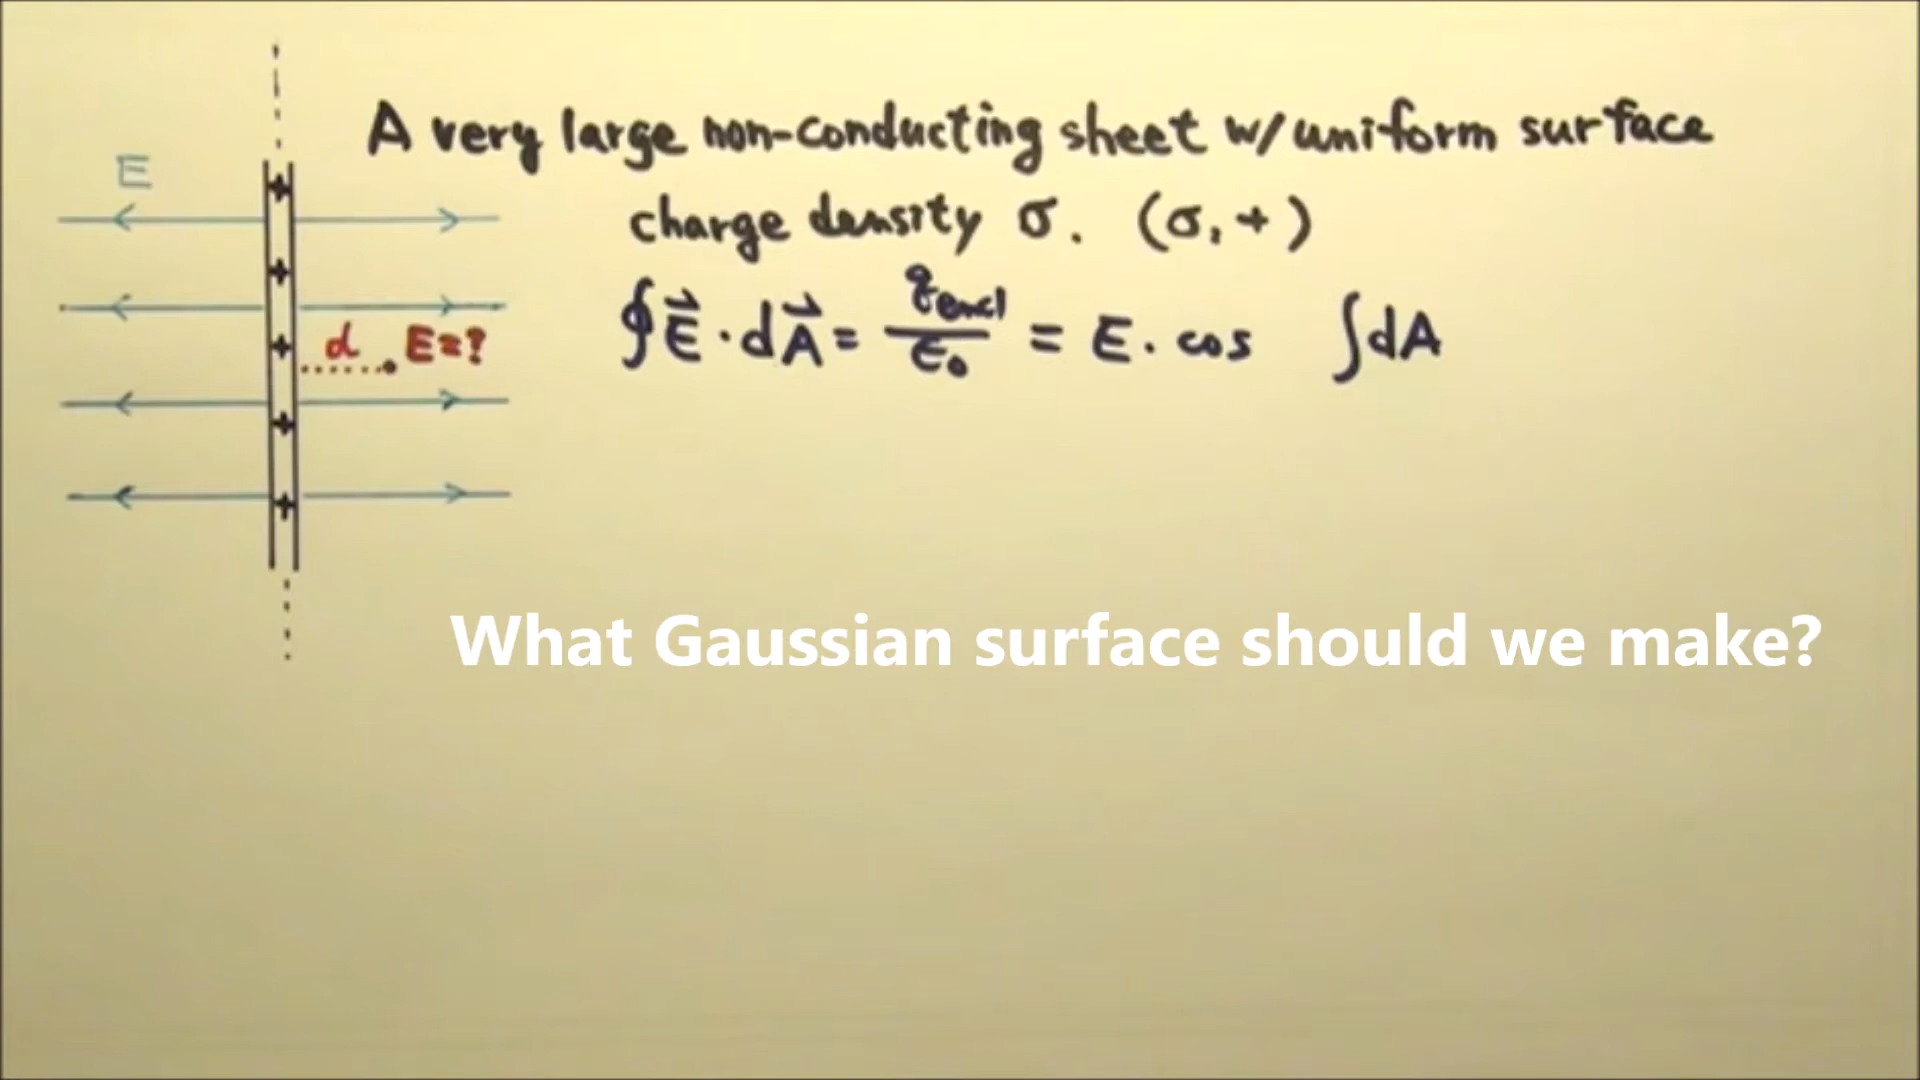 A very large non-conducting sheet w/uniform surface
charge density σ. (σ, +)
E
∮E⃗ · dA⃗ = q_encl/ε₀ = E · cos ∫dA
d E=?
+
+
+
+
+
What Gaussian surface should we make?